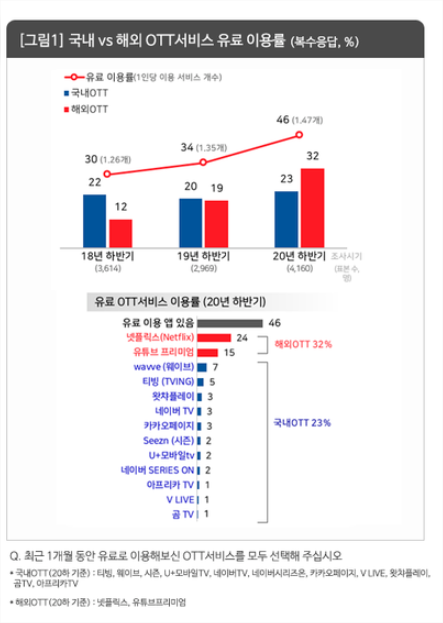 [그림1] 국내 vs 해외 OTT서비스 유료 이용률 (복수응답, %)
유료 이용률(1인당 이용 서비스 개수)
국내OTT
해외OTT
46 (1.47개)
34 (1.35개)
30 (1.26개)
32
22
12
20
19
23
18년 하반기
19년 하반기
20년 하반기
조사시기
(3,614)
(2,969)
(4,160)
(표본 수, 명)
유료 OTT서비스 이용률 (20년 하반기)
유료 이용 앱 있음 46
넷플릭스(Netflix) 24
해외OTT 32%
유튜브 프리미엄 15
wavve (웨이브) 7
티빙 (TVING) 5
왓챠플레이 3
네이버 TV 3
카카오페이지 3
국내OTT 23%
Seezn (시즌) 2
U+모바일tv 2
네이버 SERIES ON 2
아프리카 TV 1
V LIVE 1
곰 TV 1
Q. 최근 1개월 동안 유료로 이용해보신 OTT서비스를 모두 선택해 주십시오
* 국내OTT(20하 기준) : 티빙, 웨이브, 시즌, U+모바일TV, 네이버TV, 네이버시리즈온, 카카오페이지, V LIVE, 왓챠플레이,
곰TV, 아프리카TV
* 해외OTT(20하 기준) : 넷플릭스, 유튜브프리미엄